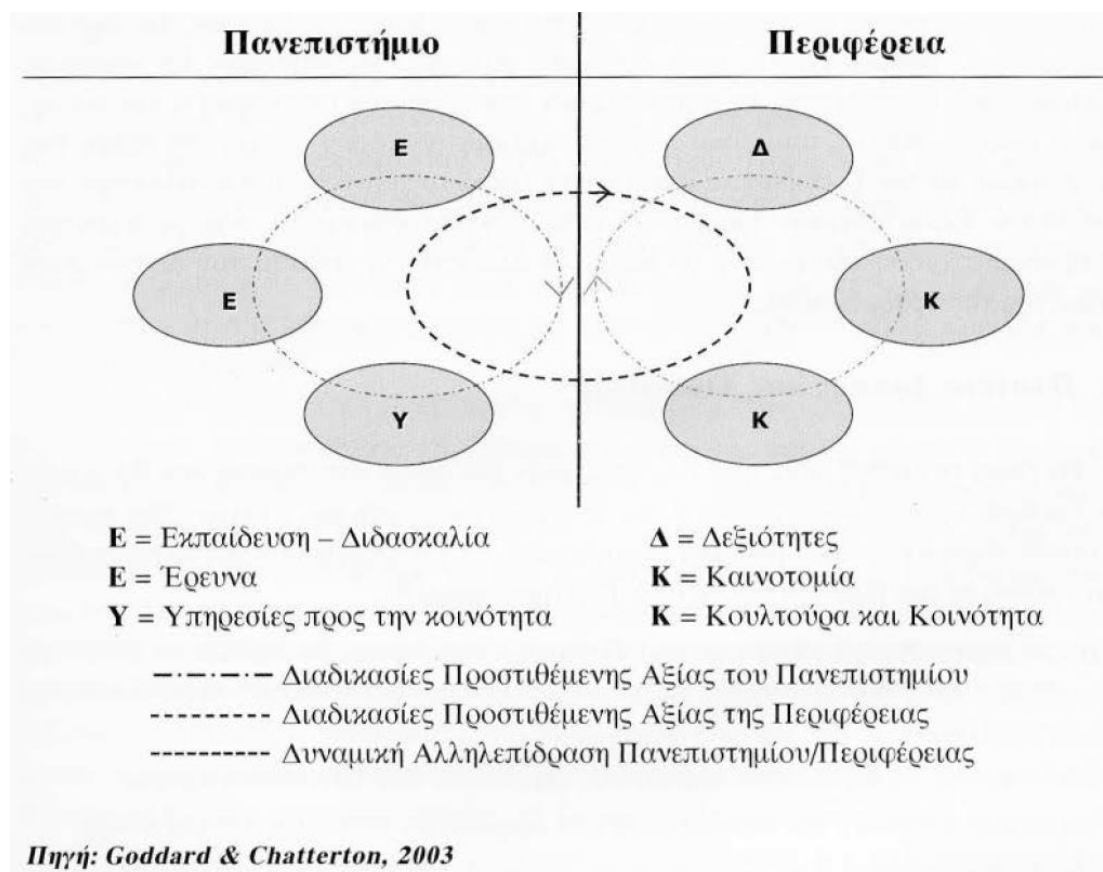 Πανεπιστήμιο Περιφέρεια
Ε Δ
Ε Κ
Υ Κ
Ε = Εκπαίδευση – Διδασκαλία Δ = Δεξιότητες
Ε = Έρευνα Κ = Καινοτομία
Υ = Υπηρεσίες προς την κοινότητα Κ = Κουλτούρα και Κοινότητα
Διαδικασίες Προστιθέμενης Αξίας του Πανεπιστημίου
Διαδικασίες Προστιθέμενης Αξίας της Περιφέρειας
Δυναμική Αλληλεπίδραση Πανεπιστημίου/Περιφέρειας
Πηγή: Goddard & Chatterton, 2003